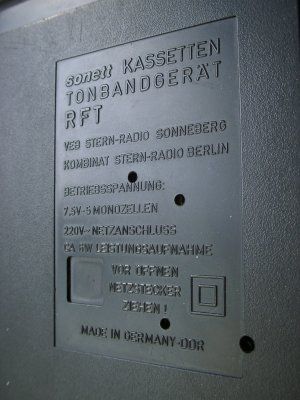 sonett KASSETTEN
TONBANDGERÄT
RFT
VEB STERN-RADIO SONNEBERG
KOMBINAT STERN-RADIO BERLIN
BETRIEBSSPANNUNG:
7,5V-5 MONOZELLEN
220V~NETZANSCHLUSS
CA 6W LEISTUNGSAUFNAHME
VOR ÖFFNEN
NETZSTECKER
ZIEHEN!
MADE IN GERMANY-DDR